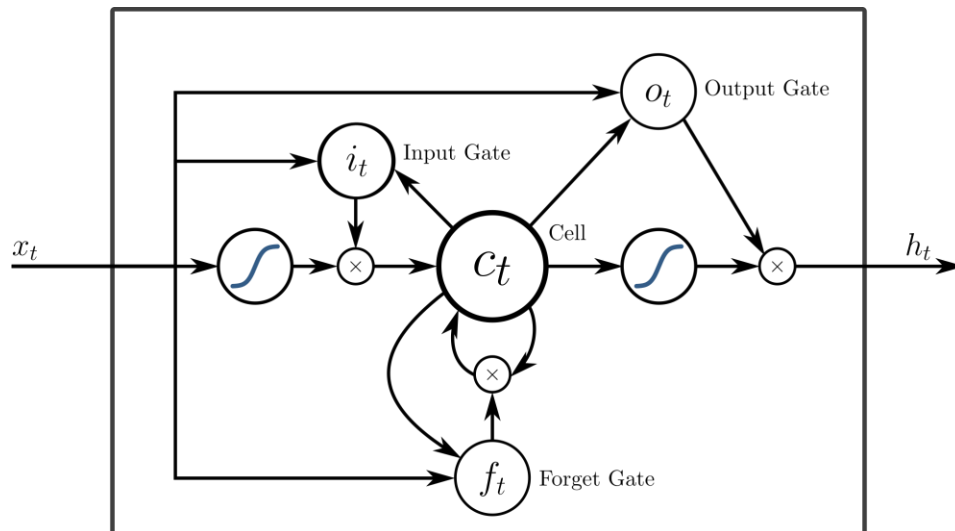 o_t Output Gate
i_t Input Gate
x_t
×
c_t Cell
×
h_t
×
f_t Forget Gate